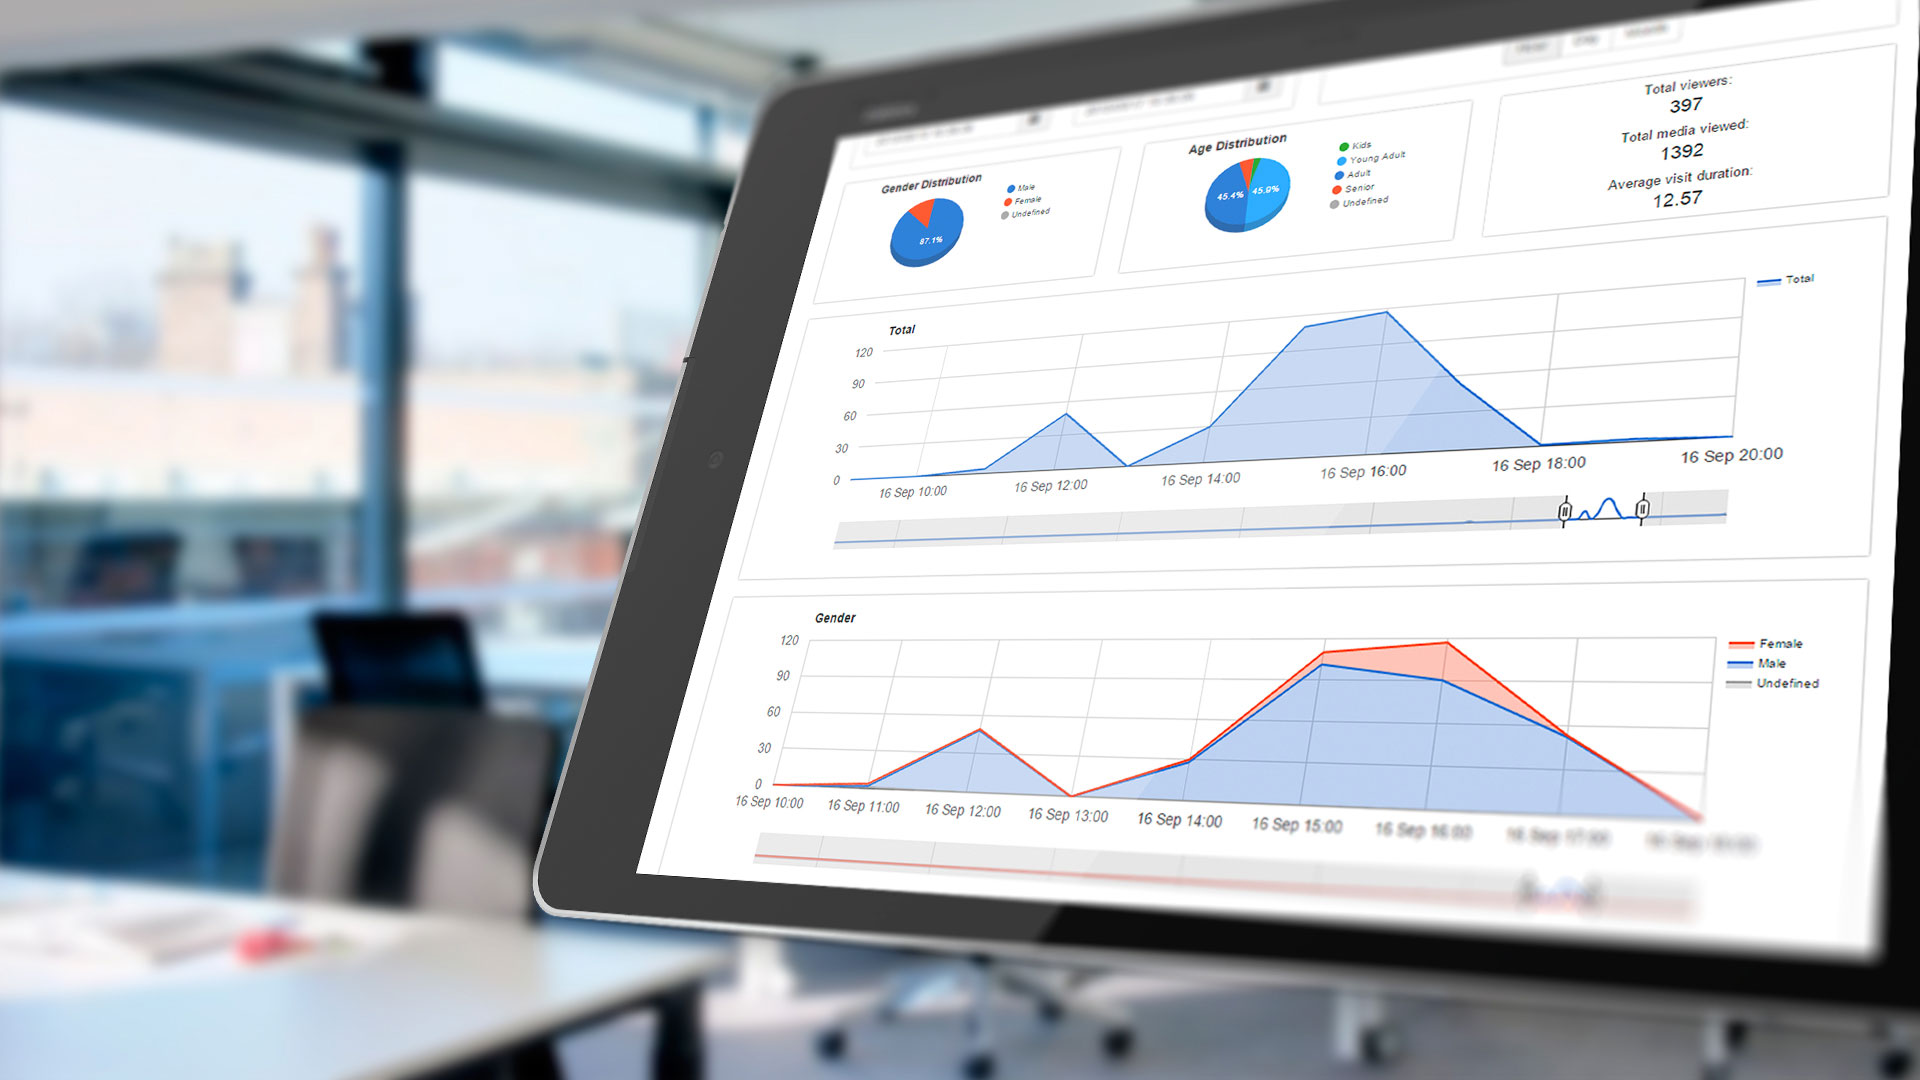 Total viewers:
397
Total media viewed:
1392
Average visit duration:
12.57
Gender Distribution
Male
Female
Undefined
87.1%
Age Distribution
Kids
Young Adult
Adult
Senior
Undefined
45.4%
45.9%
Total
Total
120
90
60
30
0
16 Sep 10:00
16 Sep 12:00
16 Sep 14:00
16 Sep 16:00
16 Sep 18:00
16 Sep 20:00
Gender
Female
Male
Undefined
120
90
60
30
0
16 Sep 10:00
16 Sep 11:00
16 Sep 12:00
16 Sep 13:00
16 Sep 14:00
16 Sep 15:00
16 Sep 16:00
16 Sep 17:00